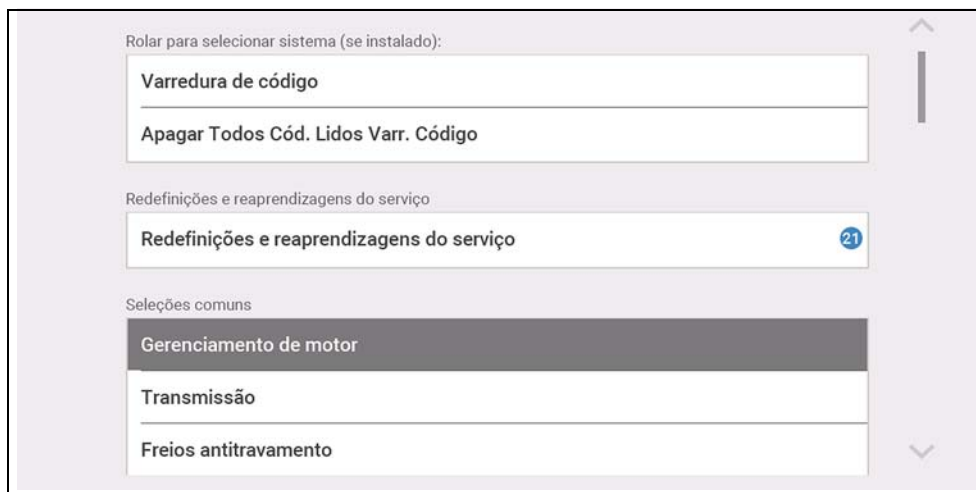 Rolar para selecionar sistema (se instalado):
Varredura de código
Apagar Todos Cód. Lidos Varr. Código
Redefinições e reaprendizagens do serviço
Redefinições e reaprendizagens do serviço 21
Seleções comuns
Gerenciamento de motor
Transmissão
Freios antitravamento